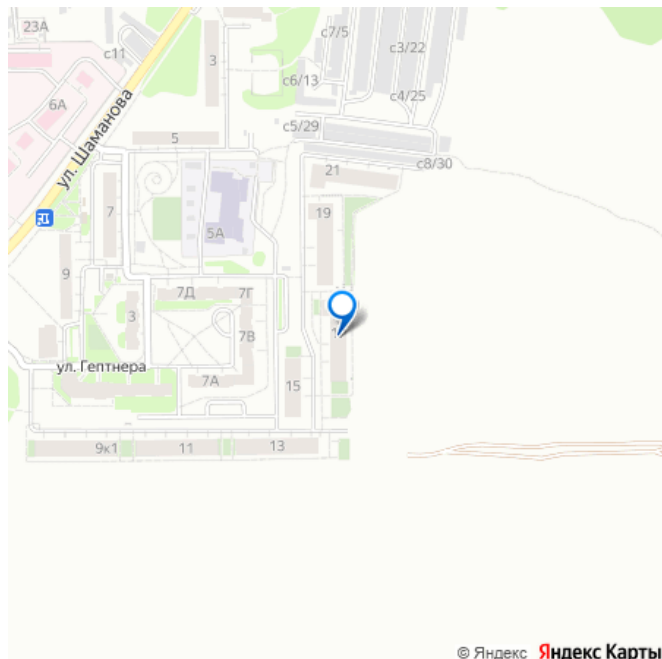 23А
с11
3
с7/5
с3/22
с6/13
с4/25
6А
ул. Шаманова
5
с5/29
с8/30
21
7
5А
19
9
7Д
7Г
3
7В
ул. Гептнера
7А
15
9к1
11
13
© Яндекс Яндекс Карты